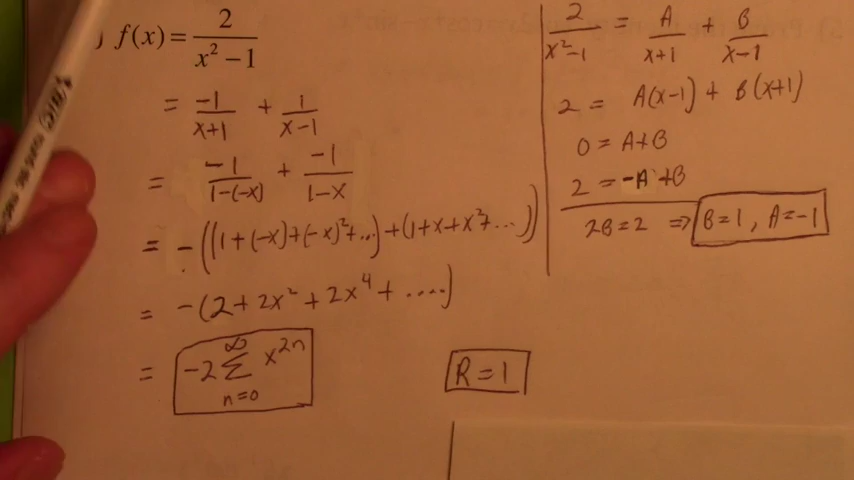 ) f(x) = 2/(x² − 1)
= −1/(x+1) + 1/(x−1)
= −1/(1−(−x)) + −1/(1−x)
= −((1+(−x)+(−x)²+...)+(1+x+x²+...))
= −(2+2x²+2x⁴+....)
= −2 ∑_{n=0}^{∞} x^{2n}
R = 1
2/(x²−1) = A/(x+1) + B/(x−1)
2 = A(x−1) + B(x+1)
0 = A+B
2 = −A+B
2B=2 ⇒ B=1, A=−1